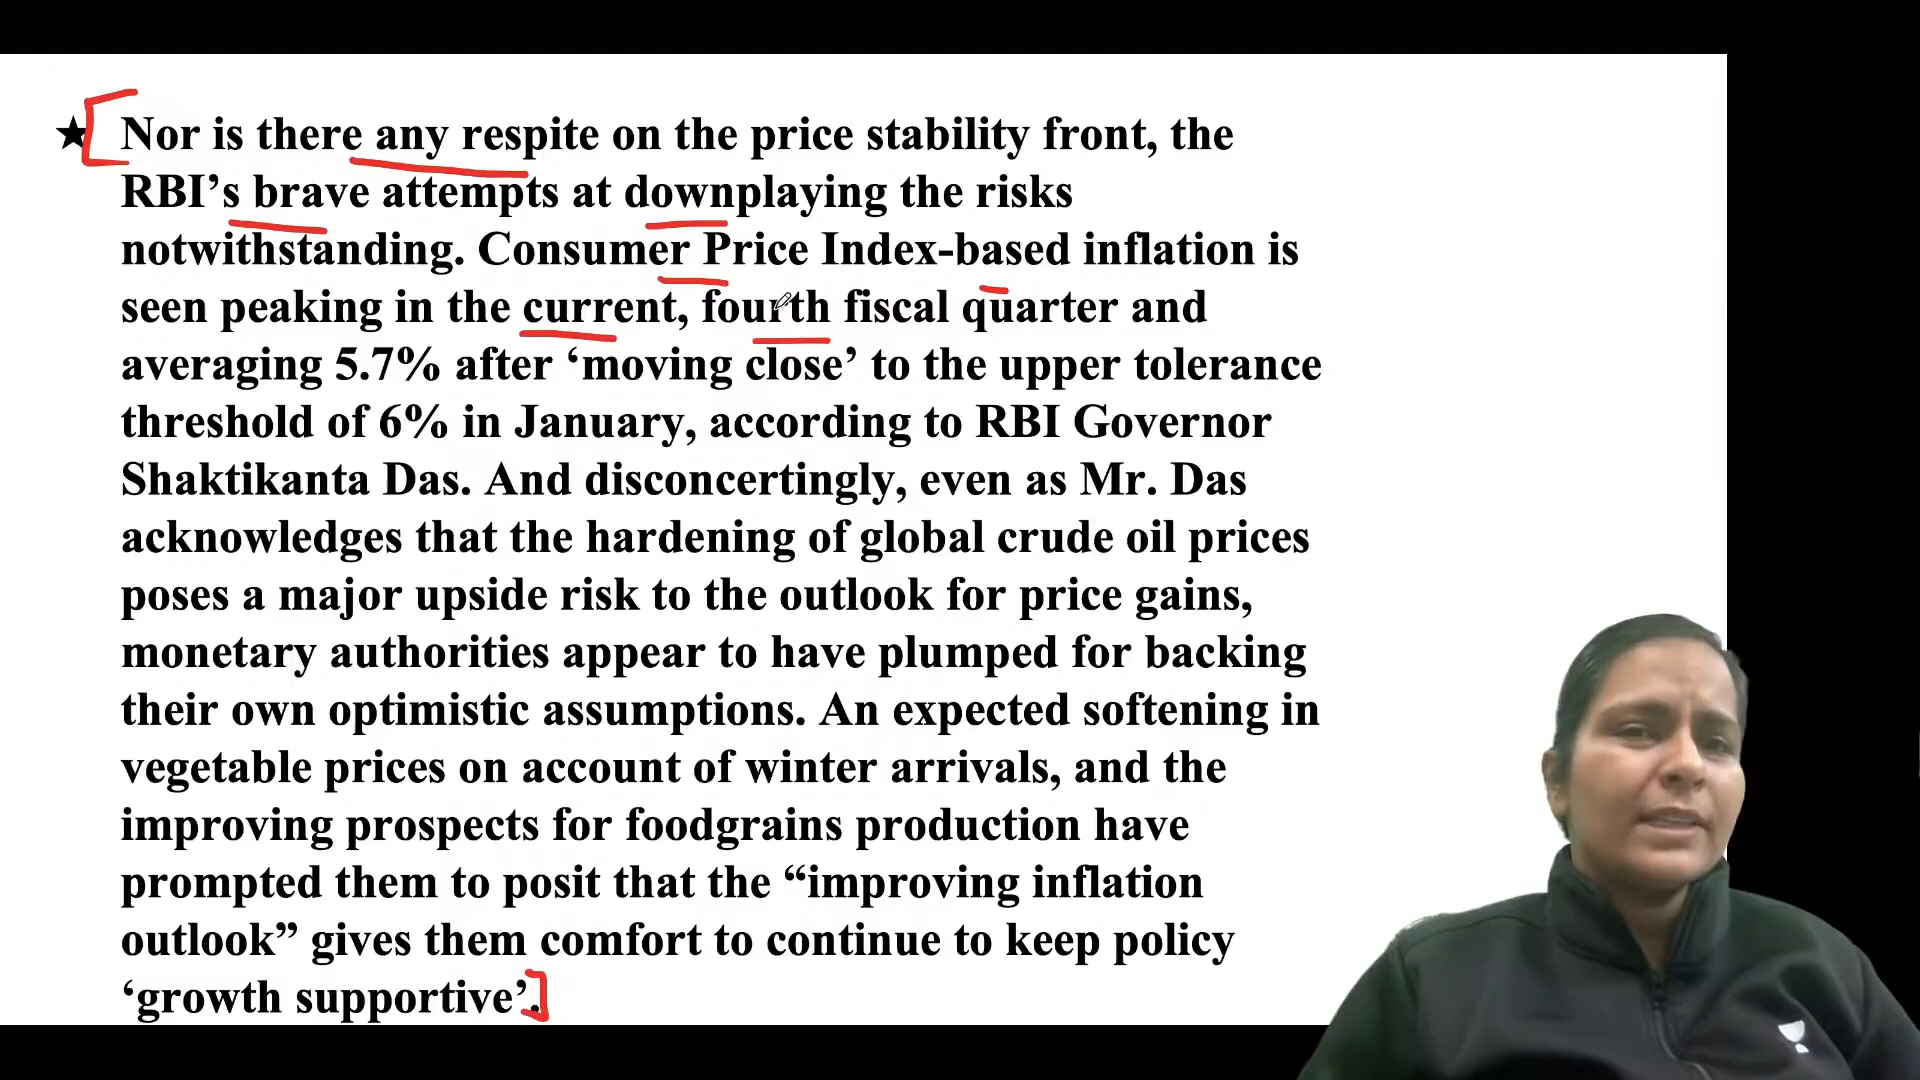 ★ Nor is there any respite on the price stability front, the
RBI’s brave attempts at downplaying the risks
notwithstanding. Consumer Price Index-based inflation is
seen peaking in the current, fourth fiscal quarter and
averaging 5.7% after ‘moving close’ to the upper tolerance
threshold of 6% in January, according to RBI Governor
Shaktikanta Das. And disconcertingly, even as Mr. Das
acknowledges that the hardening of global crude oil prices
poses a major upside risk to the outlook for price gains,
monetary authorities appear to have plumped for backing
their own optimistic assumptions. An expected softening in
vegetable prices on account of winter arrivals, and the
improving prospects for foodgrains production have
prompted them to posit that the “improving inflation
outlook” gives them comfort to continue to keep policy
‘growth supportive’.